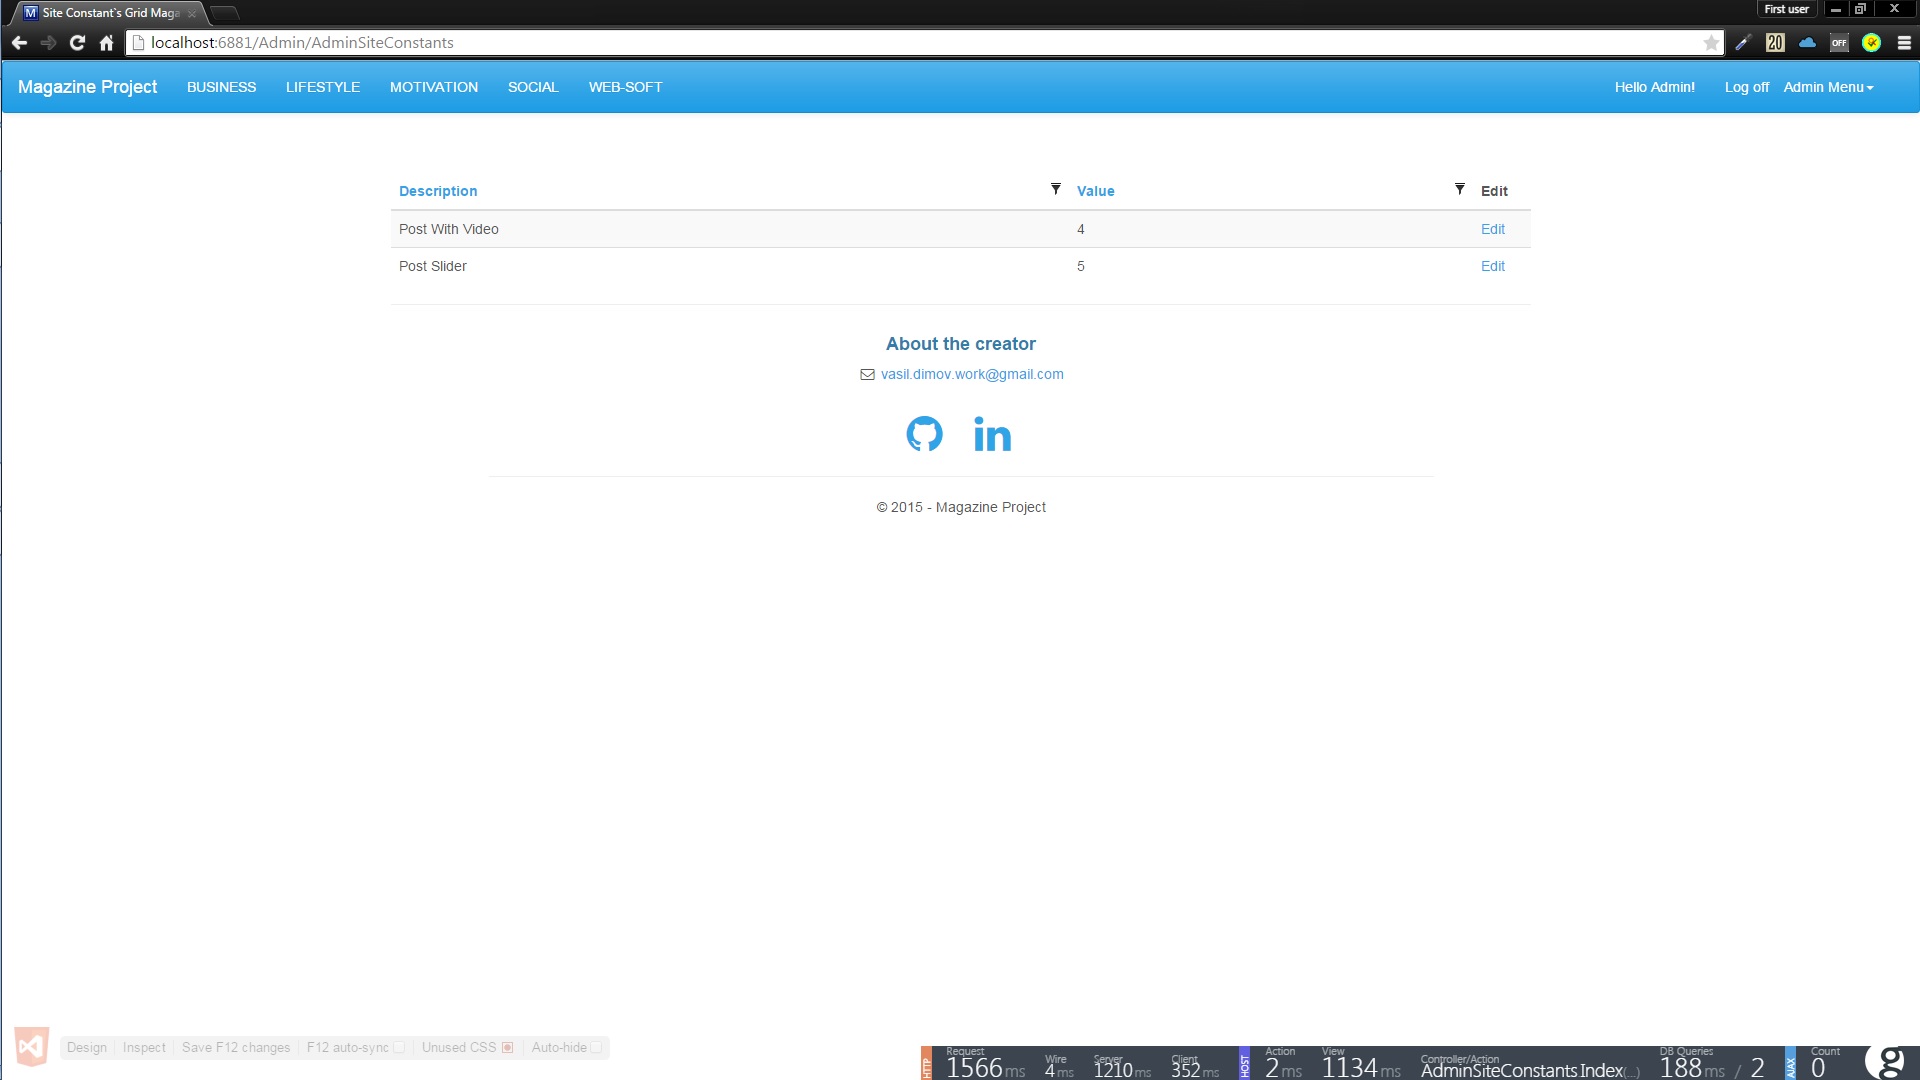 M Site Constant`s Grid Maga
First user
localhost:6881/Admin/AdminSiteConstants
20
OFF
Magazine Project BUSINESS LIFESTYLE MOTIVATION SOCIAL WEB-SOFT Hello Admin! Log off Admin Menu
Description Value Edit
Post With Video 4 Edit
Post Slider 5 Edit
About the creator
vasil.dimov.work@gmail.com
in
© 2015 - Magazine Project
Design Inspect Save F12 changes F12 auto-sync Unused CSS Auto-hide
HTTP Request 1566 ms Wire 4 ms Server 1210 ms Client 352 ms HOST Action 2 ms View 1134 ms Controller/Action AdminSiteConstants Index(...) DB Queries 188 ms / 2 AJAX Count 0 g